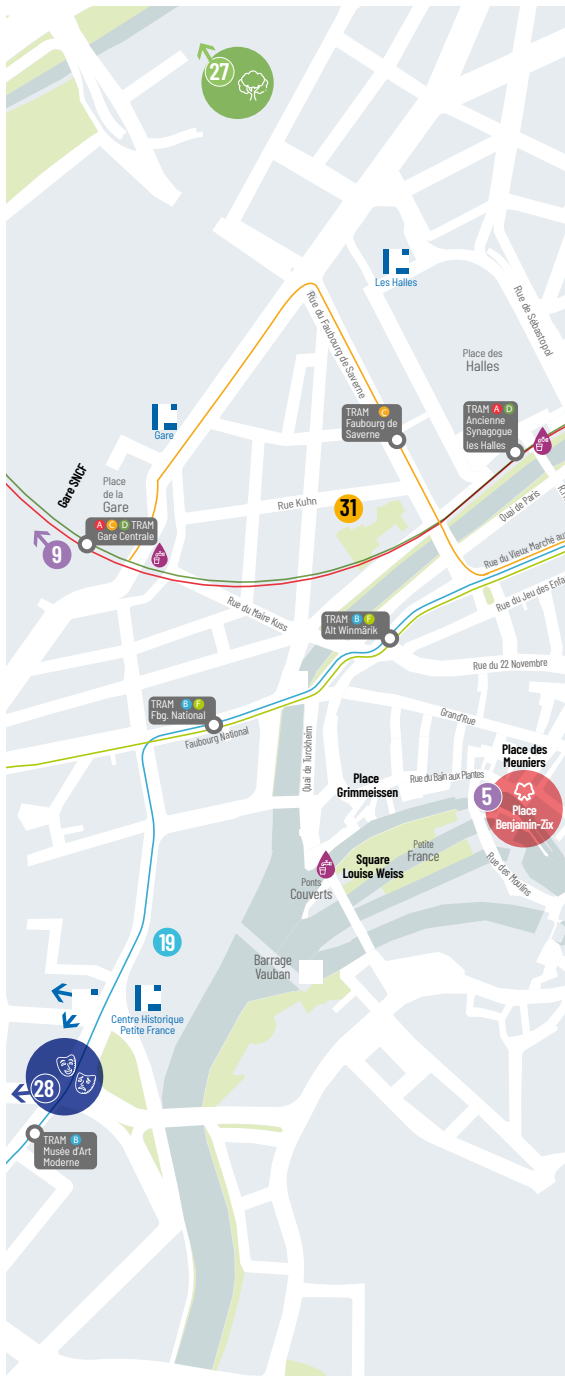 27
Les Halles
Rue de Sébastopol
Rue du Faubourg de Saverne
Place des
Halles
TRAM C
Faubourg de
Saverne
TRAM A D
Ancienne
Synagogue
les Halles
Gare
Gare SNCF
Place
de la
Gare
A C D TRAM
Gare Centrale
9
Rue Kuhn
31
Quai de Paris
Rue du Vieux Marché au
Rue du Jeu des Enfa
Rue du Maire Kuss
TRAM B F
Alt Winmärik
Rue du 22 Novembre
TRAM B F
Fbg. National
Faubourg National
Grand'Rue
Quai de Turckheim
Place des
Meuniers
Place
Grimmeissen
Rue du Bain aux Plantes
5
Place
Benjamin-Zix
Petite
France
Square
Louise Weiss
Rue des Moulins
Ponts
Couverts
19
Barrage
Vauban
Centre Historique
Petite France
28
TRAM B
Musée d'Art
Moderne